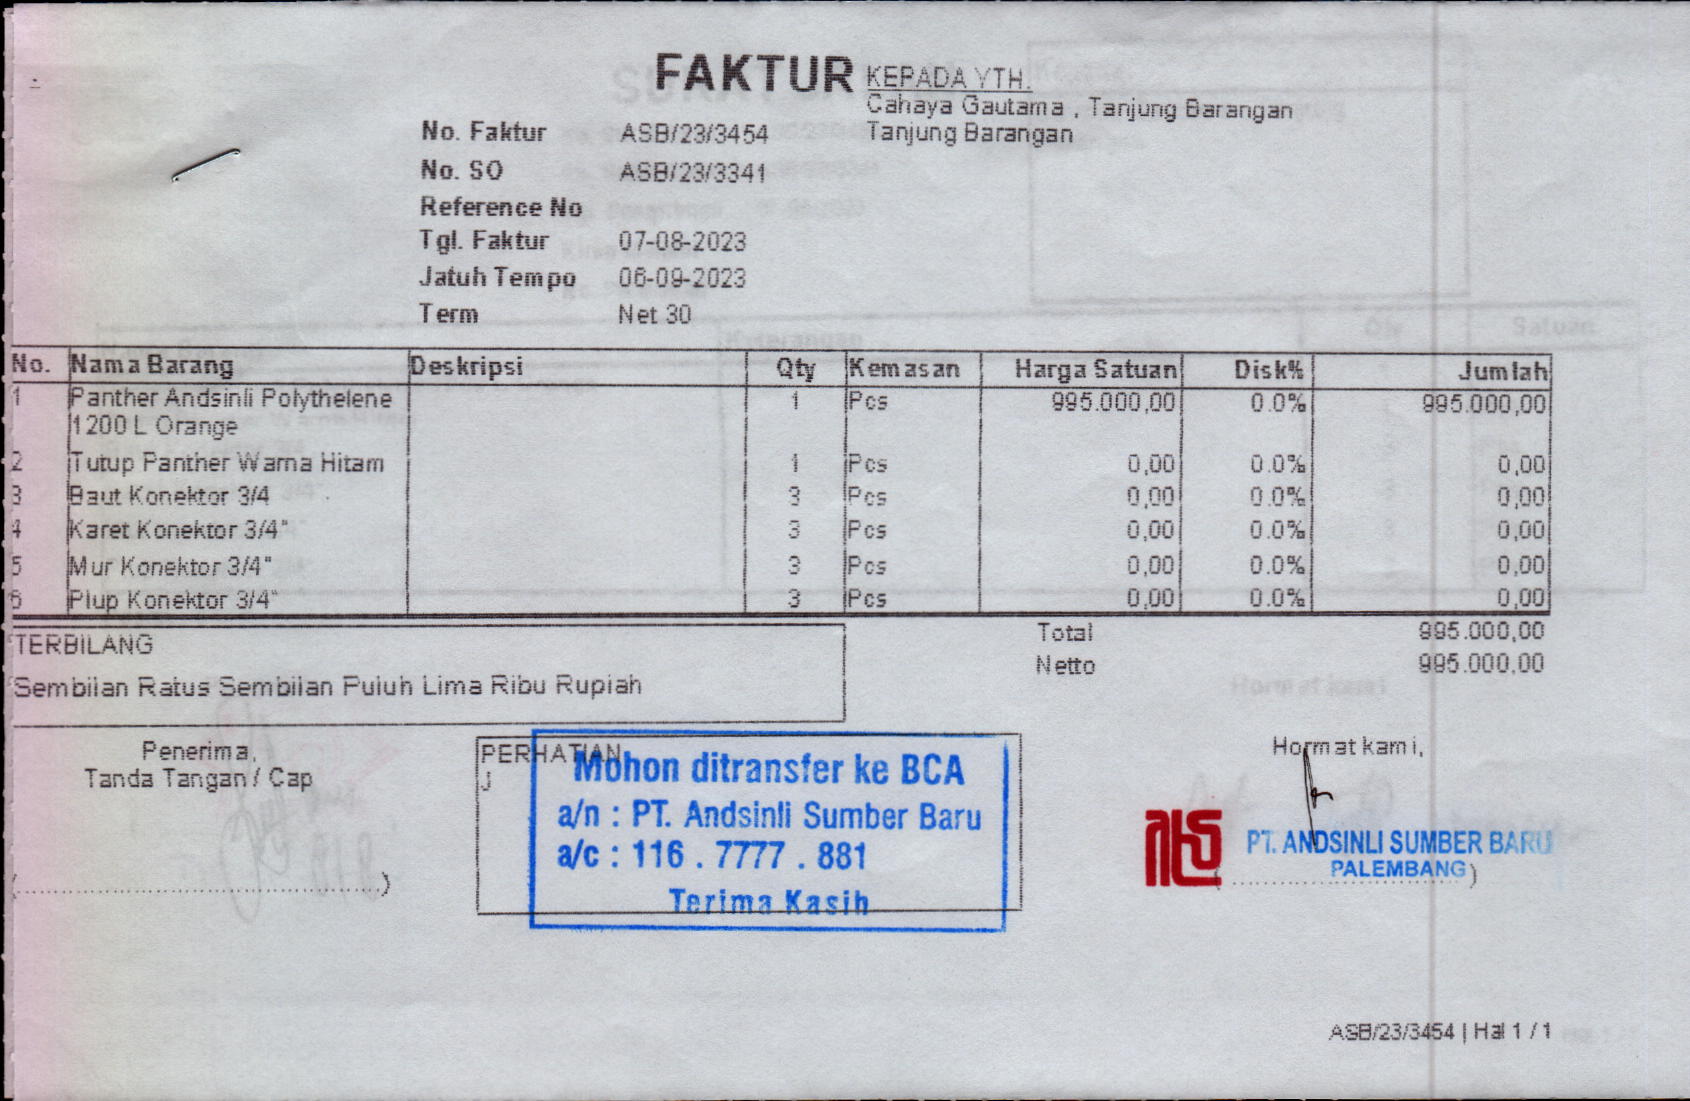 FAKTUR
KEPADA YTH.
Cahaya Gautama , Tanjung Barangan
Tanjung Barangan
No. Faktur ASB/23/3454
No. SO ASB/23/3341
Reference No
Tgl. Faktur 07-08-2023
Jatuh Tempo 06-09-2023
Term Net 30
No. Nama Barang Deskripsi Qty Kemasan Harga Satuan Disk% Jumlah
1 Panther Andsinli Polythelene 1 Pcs 995.000,00 0.0% 995.000,00
1200 L Orange
2 Tutup Panther Warna Hitam 1 Pcs 0,00 0.0% 0,00
3 Baut Konektor 3/4 3 Pcs 0,00 0.0% 0,00
4 Karet Konektor 3/4" 3 Pcs 0,00 0.0% 0,00
5 Mur Konektor 3/4" 3 Pcs 0,00 0.0% 0,00
6 Plup Konektor 3/4" 3 Pcs 0,00 0.0% 0,00
Total 995.000,00
Netto 995.000,00
TERBILANG
Sembilan Ratus Sembilan Puluh Lima Ribu Rupiah
Penerima,
Tanda Tangan / Cap
(........................................)
PERHATIAN
Mohon ditransfer ke BCA
a/n : PT. Andsinli Sumber Baru
a/c : 116 . 7777 . 881
Terima Kasih
Hormat kami,
PT. ANDSINLI SUMBER BARU
PALEMBANG
ASB/23/3454 | Hal 1 / 1